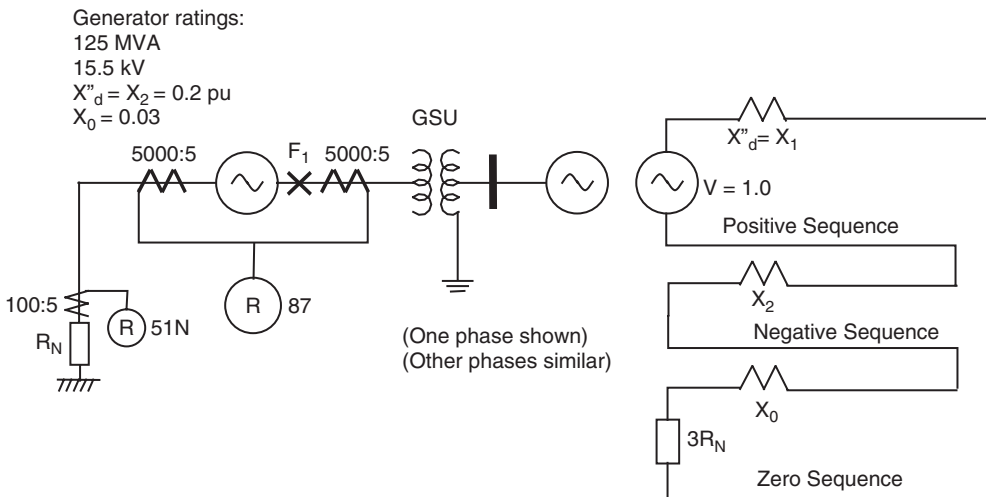 Generator ratings:
125 MVA
15.5 kV
X"d = X2 = 0.2 pu
X0 = 0.03
5000:5
F1
5000:5
GSU
X"d = X1
V = 1.0
Positive Sequence
100:5
R
51N
RN
R
87
(One phase shown)
(Other phases similar)
X2
Negative Sequence
X0
3RN
Zero Sequence